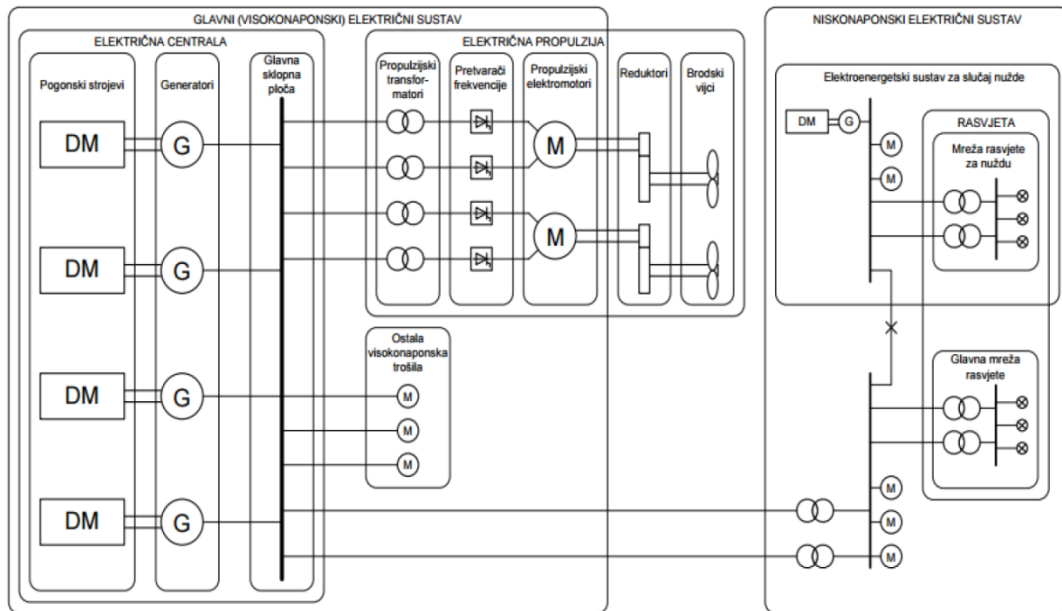 GLAVNI (VISOKONAPONSKI) ELEKTRIČNI SUSTAV
ELEKTRIČNA CENTRALA
Pogonski strojevi
Generatori
Glavna
sklopna
ploča
DM
G
DM
G
DM
G
DM
G
ELEKTRIČNA PROPULZIJA
Propulzijski
transfor-
matori
Pretvarači
frekvencije
Propulzijski
elektromotori
Reduktori
Brodski
vijci
M
M
Ostala
visokonaponska
trošila
M
M
M
NISKONAPONSKI ELEKTRIČNI SUSTAV
Elektroenergetski sustav za slučaj nužde
DM
G
M
M
RASVJETA
Mreža rasvjete
za nuždu
Glavna mreža
rasvjete
M
M
M